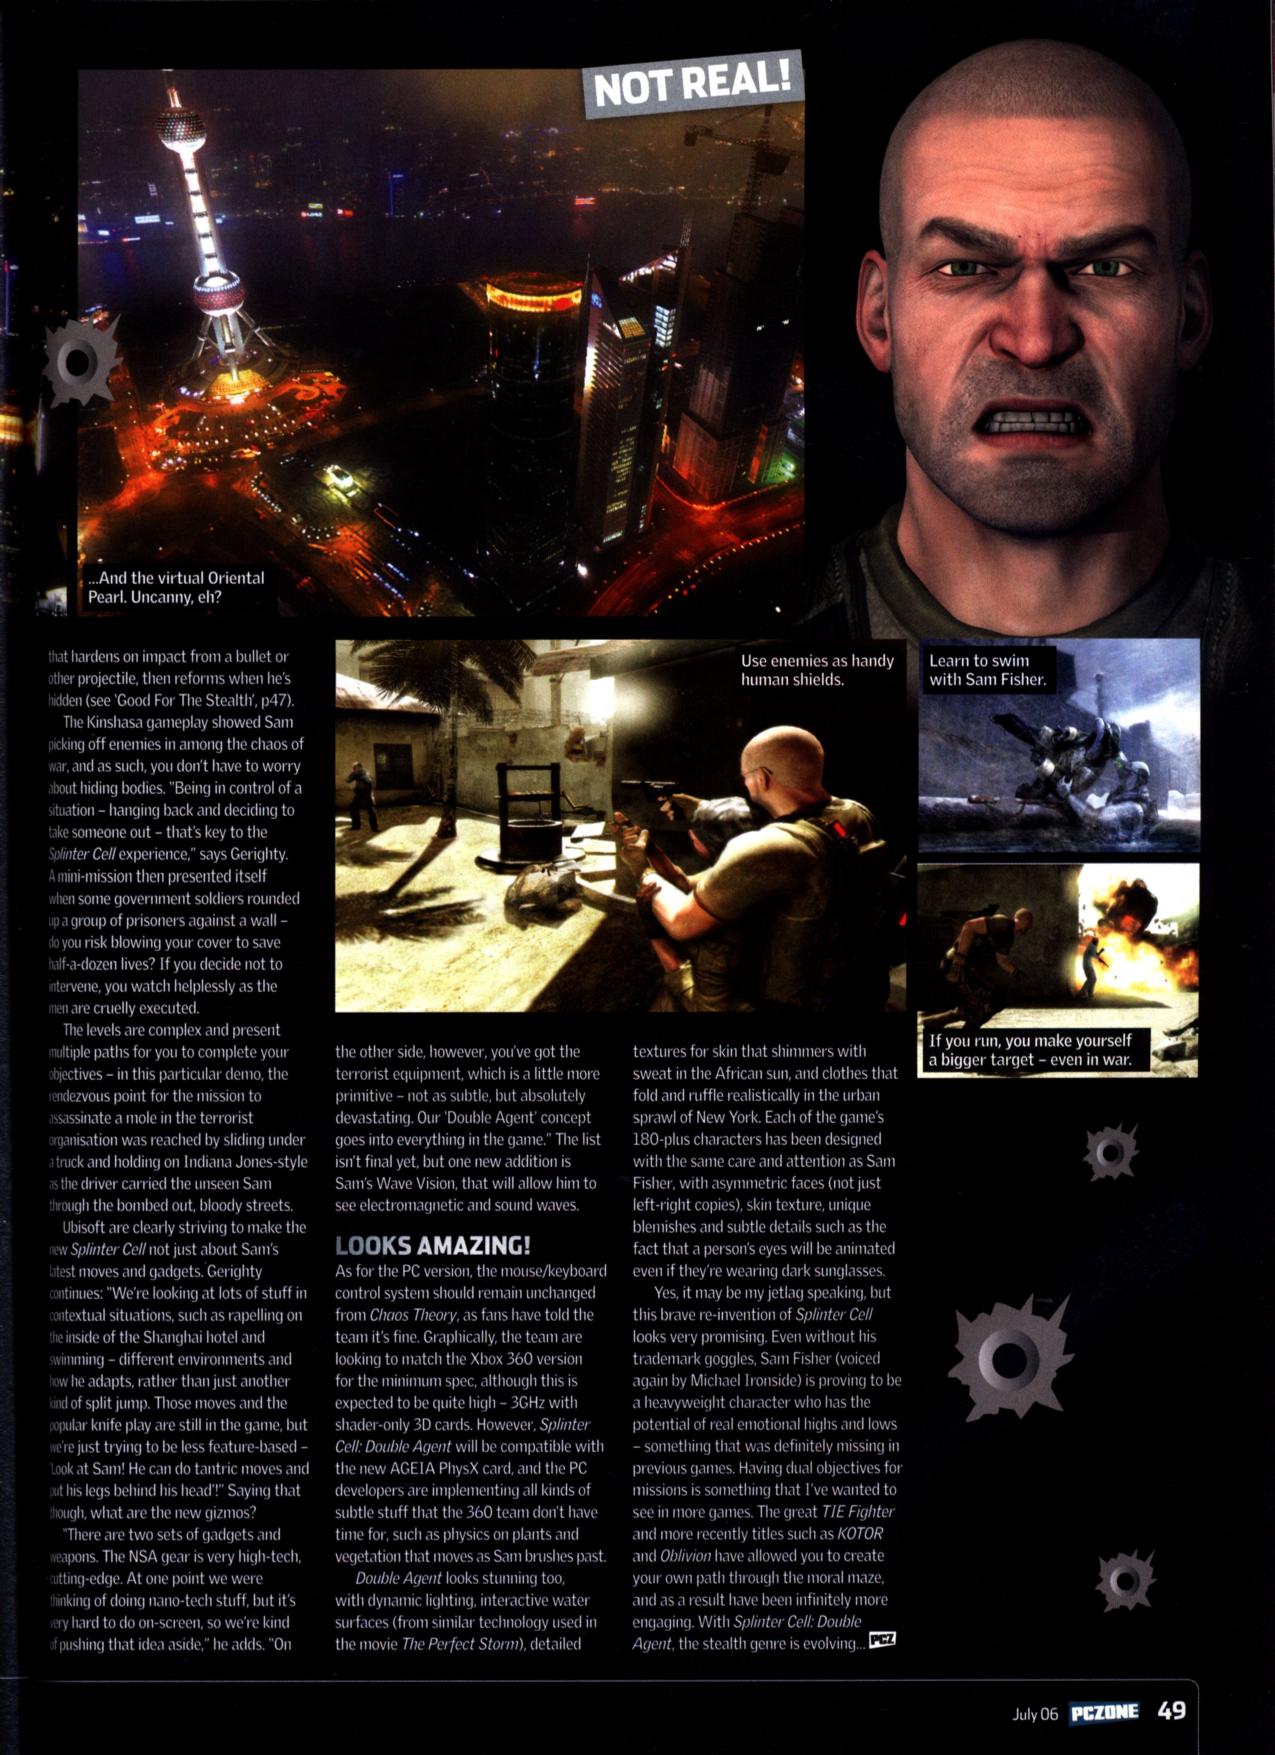 NOT REAL!
...And the virtual Oriental
Pearl. Uncanny, eh?
that hardens on impact from a bullet or
other projectile, then reforms when he's
hidden (see 'Good For The Stealth', p47).
The Kinshasa gameplay showed Sam
picking off enemies in among the chaos of
war, and as such, you don't have to worry
about hiding bodies. "Being in control of a
situation – hanging back and deciding to
take someone out – that's key to the
Splinter Cell experience," says Gerighty.
A mini-mission then presented itself
when some government soldiers rounded
up a group of prisoners against a wall –
do you risk blowing your cover to save
half-a-dozen lives? If you decide not to
intervene, you watch helplessly as the
men are cruelly executed.
The levels are complex and present
multiple paths for you to complete your
objectives – in this particular demo, the
rendezvous point for the mission to
assassinate a mole in the terrorist
organisation was reached by sliding under
a truck and holding on Indiana Jones-style
as the driver carried the unseen Sam
through the bombed out, bloody streets.
Ubisoft are clearly striving to make the
new Splinter Cell not just about Sam's
latest moves and gadgets. Gerighty
continues: "We're looking at lots of stuff in
contextual situations, such as rapelling on
the inside of the Shanghai hotel and
swimming – different environments and
how he adapts, rather than just another
kind of split jump. Those moves and the
popular knife play are still in the game, but
we're just trying to be less feature-based –
'Look at Sam! He can do tantric moves and
put his legs behind his head'!" Saying that
though, what are the new gizmos?
"There are two sets of gadgets and
weapons. The NSA gear is very high-tech,
cutting-edge. At one point we were
thinking of doing nano-tech stuff, but it's
very hard to do on-screen, so we're kind
of pushing that idea aside," he adds. "On
Use enemies as handy
human shields.
Learn to swim
with Sam Fisher.
If you run, you make yourself
a bigger target – even in war.
the other side, however, you've got the
terrorist equipment, which is a little more
primitive – not as subtle, but absolutely
devastating. Our 'Double Agent' concept
goes into everything in the game." The list
isn't final yet, but one new addition is
Sam's Wave Vision, that will allow him to
see electromagnetic and sound waves.
LOOKS AMAZING!
As for the PC version, the mouse/keyboard
control system should remain unchanged
from Chaos Theory, as fans have told the
team it's fine. Graphically, the team are
looking to match the Xbox 360 version
for the minimum spec, although this is
expected to be quite high – 3GHz with
shader-only 3D cards. However, Splinter
Cell: Double Agent will be compatible with
the new AGEIA PhysX card, and the PC
developers are implementing all kinds of
subtle stuff that the 360 team don't have
time for, such as physics on plants and
vegetation that moves as Sam brushes past.
Double Agent looks stunning too,
with dynamic lighting, interactive water
surfaces (from similar technology used in
the movie The Perfect Storm), detailed
textures for skin that shimmers with
sweat in the African sun, and clothes that
fold and ruffle realistically in the urban
sprawl of New York. Each of the game's
180-plus characters has been designed
with the same care and attention as Sam
Fisher, with asymmetric faces (not just
left-right copies), skin texture, unique
blemishes and subtle details such as the
fact that a person's eyes will be animated
even if they're wearing dark sunglasses.
Yes, it may be my jetlag speaking, but
this brave re-invention of Splinter Cell
looks very promising. Even without his
trademark goggles, Sam Fisher (voiced
again by Michael Ironside) is proving to be
a heavyweight character who has the
potential of real emotional highs and lows
– something that was definitely missing in
previous games. Having dual objectives for
missions is something that I've wanted to
see in more games. The great TIE Fighter
and more recently titles such as KOTOR
and Oblivion have allowed you to create
your own path through the moral maze,
and as a result have been infinitely more
engaging. With Splinter Cell: Double
Agent, the stealth genre is evolving... PCZ
July 06 PCZONE 49